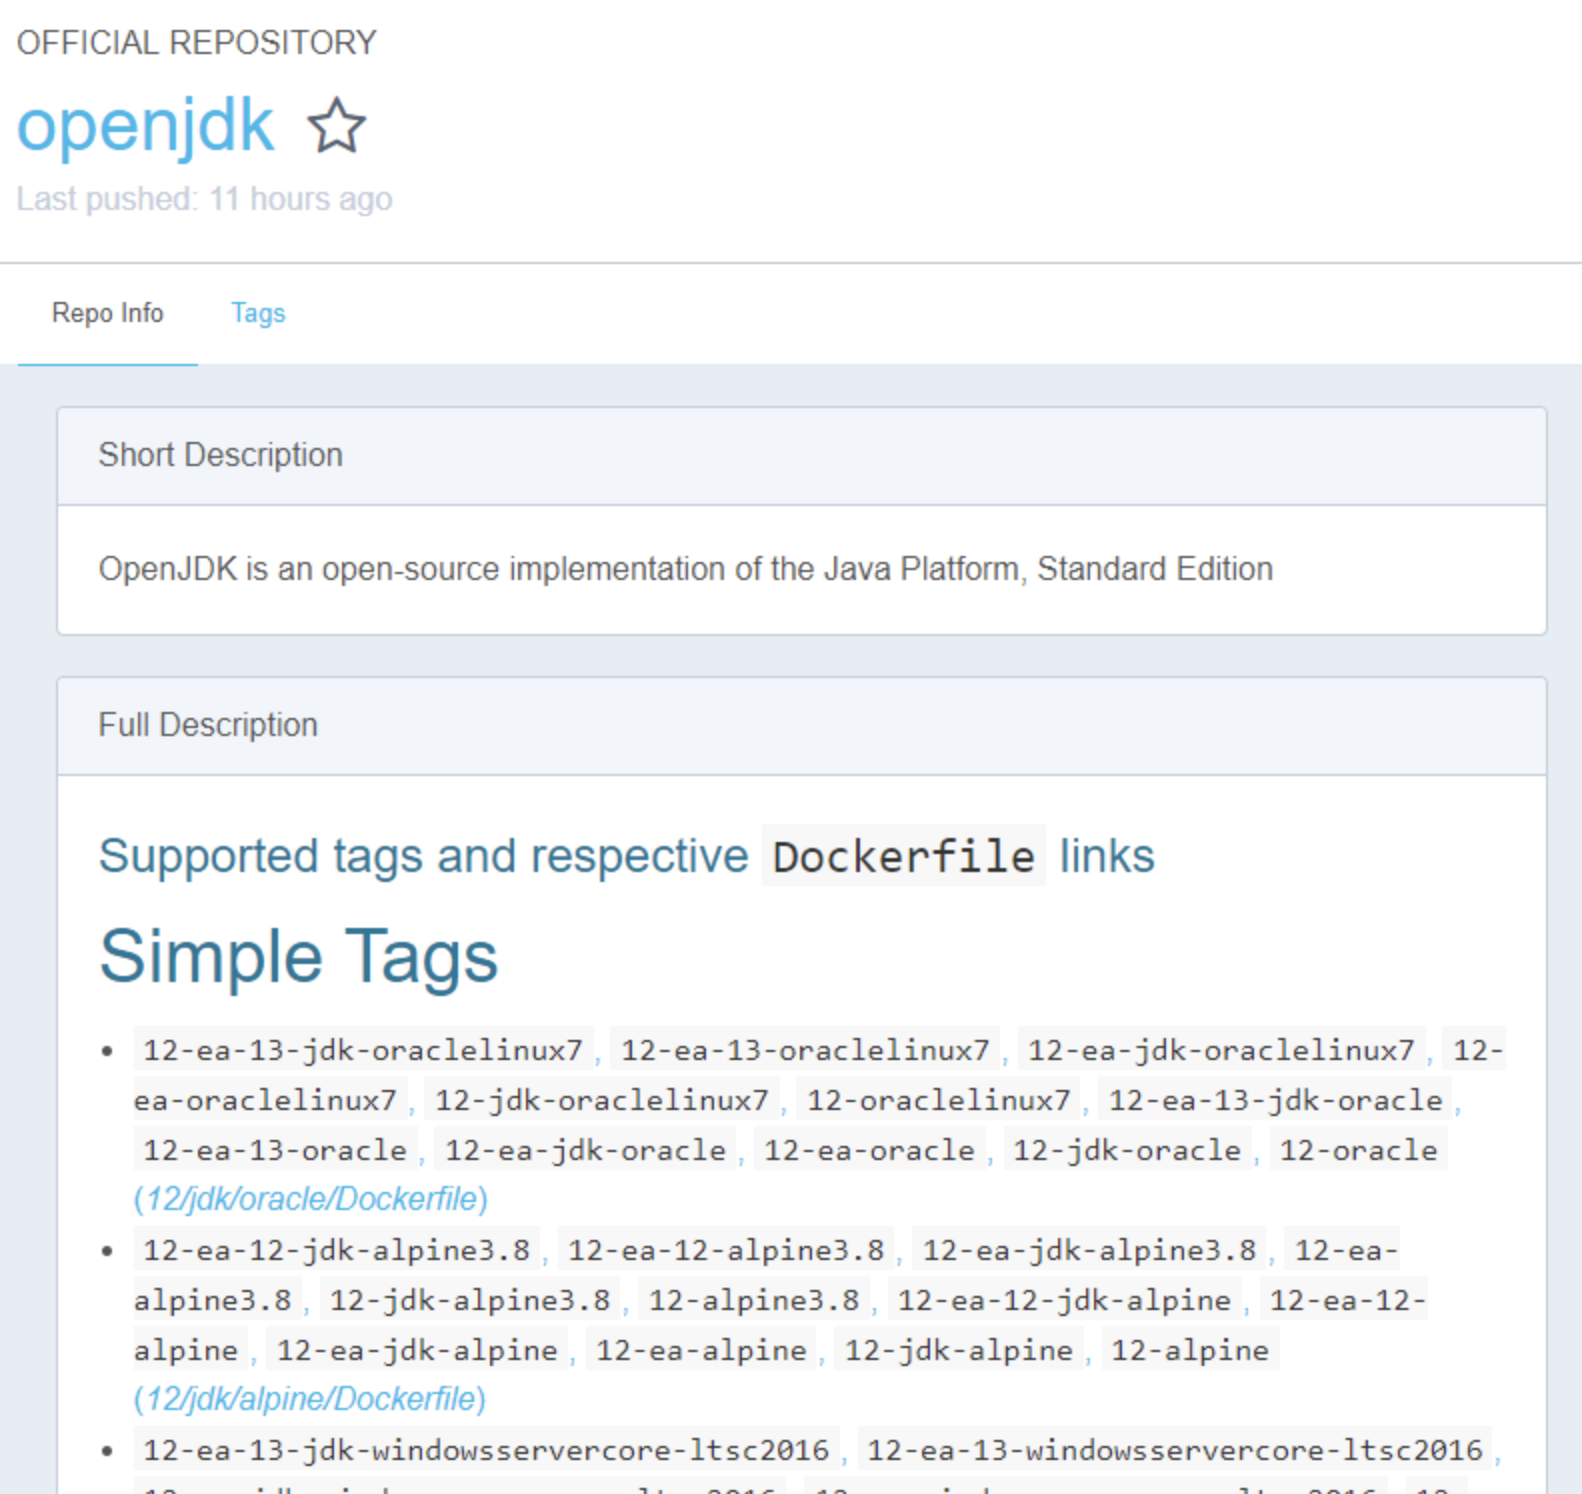 OFFICIAL REPOSITORY
openjdk
Last pushed: 11 hours ago
Repo Info Tags
Short Description
OpenJDK is an open-source implementation of the Java Platform, Standard Edition
Full Description
Supported tags and respective Dockerfile links
Simple Tags
• 12-ea-13-jdk-oraclelinux7 , 12-ea-13-oraclelinux7 , 12-ea-jdk-oraclelinux7 , 12-
ea-oraclelinux7 , 12-jdk-oraclelinux7 , 12-oraclelinux7 , 12-ea-13-jdk-oracle ,
12-ea-13-oracle , 12-ea-jdk-oracle , 12-ea-oracle , 12-jdk-oracle , 12-oracle
(12/jdk/oracle/Dockerfile)
• 12-ea-12-jdk-alpine3.8 , 12-ea-12-alpine3.8 , 12-ea-jdk-alpine3.8 , 12-ea-
alpine3.8 , 12-jdk-alpine3.8 , 12-alpine3.8 , 12-ea-12-jdk-alpine , 12-ea-12-
alpine , 12-ea-jdk-alpine , 12-ea-alpine , 12-jdk-alpine , 12-alpine
(12/jdk/alpine/Dockerfile)
• 12-ea-13-jdk-windowsservercore-ltsc2016 , 12-ea-13-windowsservercore-ltsc2016 ,